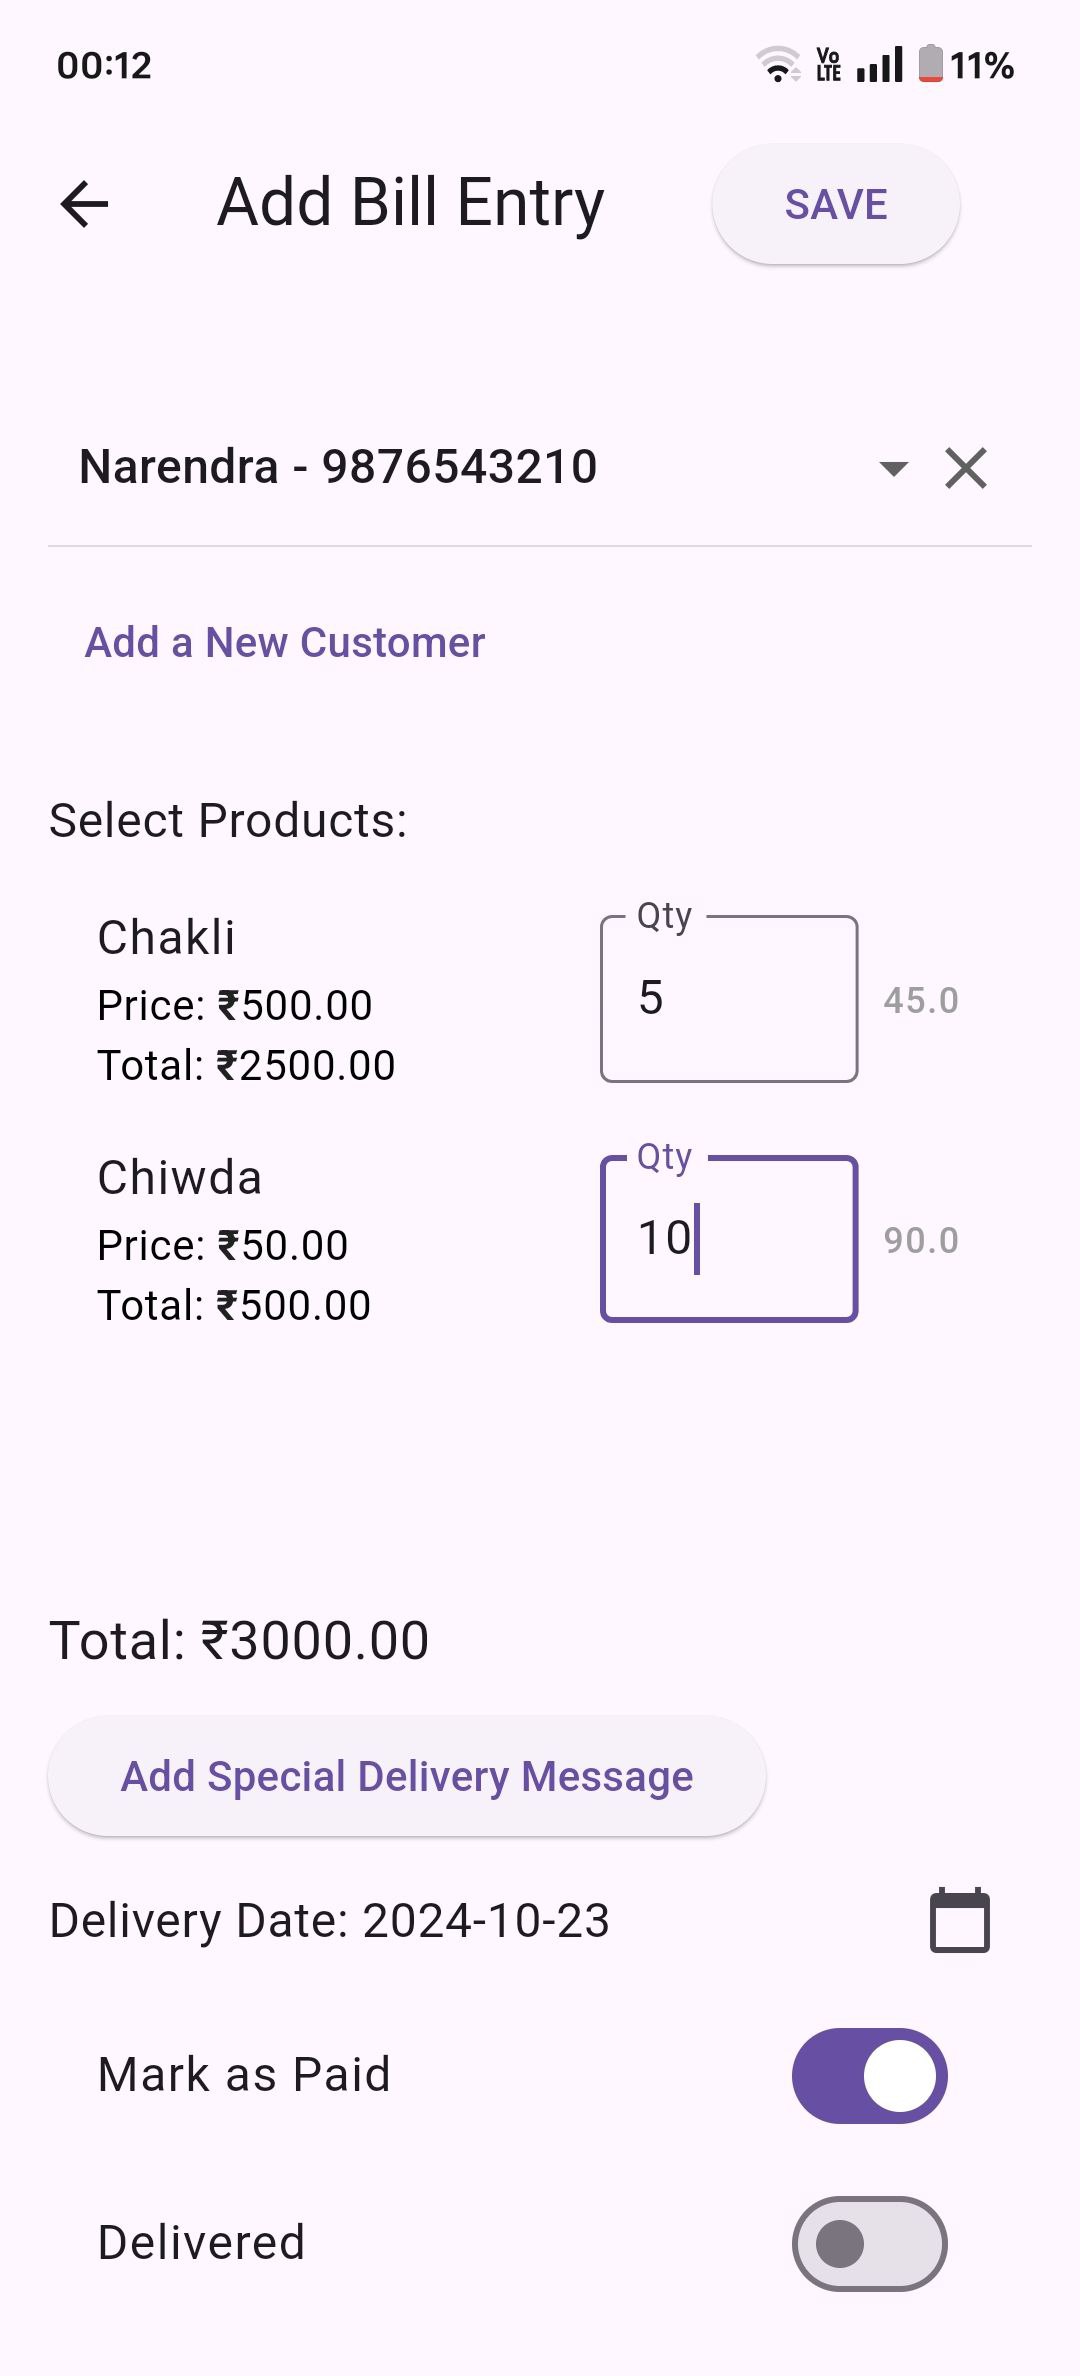 00:12 Vo LTE 11%
Add Bill Entry SAVE
Narendra - 9876543210
Add a New Customer
Select Products:
Chakli
Price: ₹500.00
Total: ₹2500.00
Qty
5
45.0
Chiwda
Price: ₹50.00
Total: ₹500.00
Qty
10
90.0
Total: ₹3000.00
Add Special Delivery Message
Delivery Date: 2024-10-23
Mark as Paid
Delivered